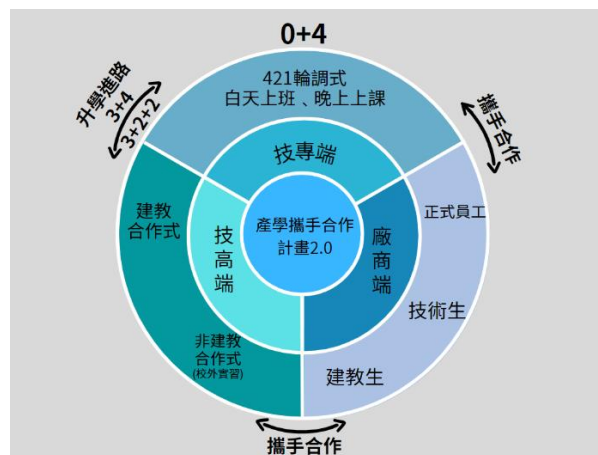 0+4
升學進路
3+4
3+2+2
421輪調式
白天上班、晚上上課
攜手合作
技專端
產學攜手合作
計畫2.0
技高端
廠商端
建教
合作式
非建教
合作式
(校外實習)
正式員工
技術生
建教生
攜手合作